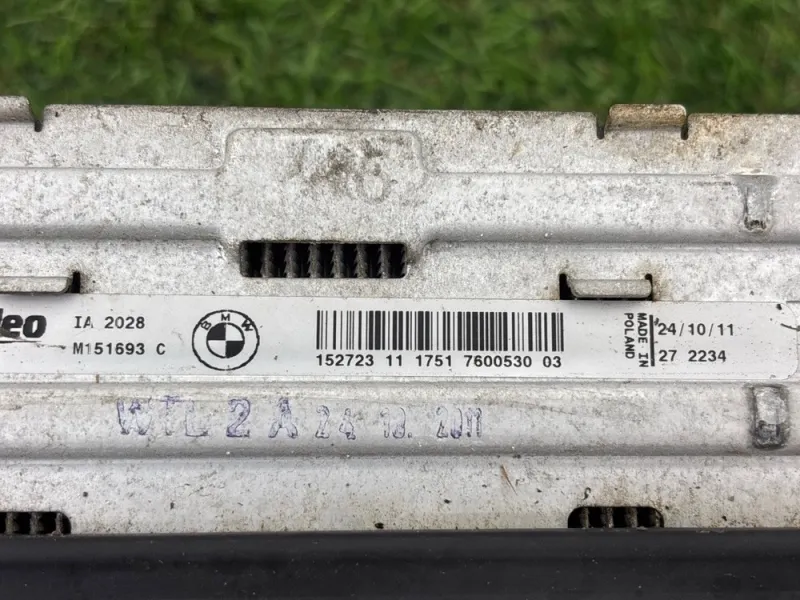 IA 2028
M151693 C
BMW
152723 11 1751 7600530 03
MADE IN
POLAND
24/10/11
27 2234
WTL 2 A 24. 10. 2011